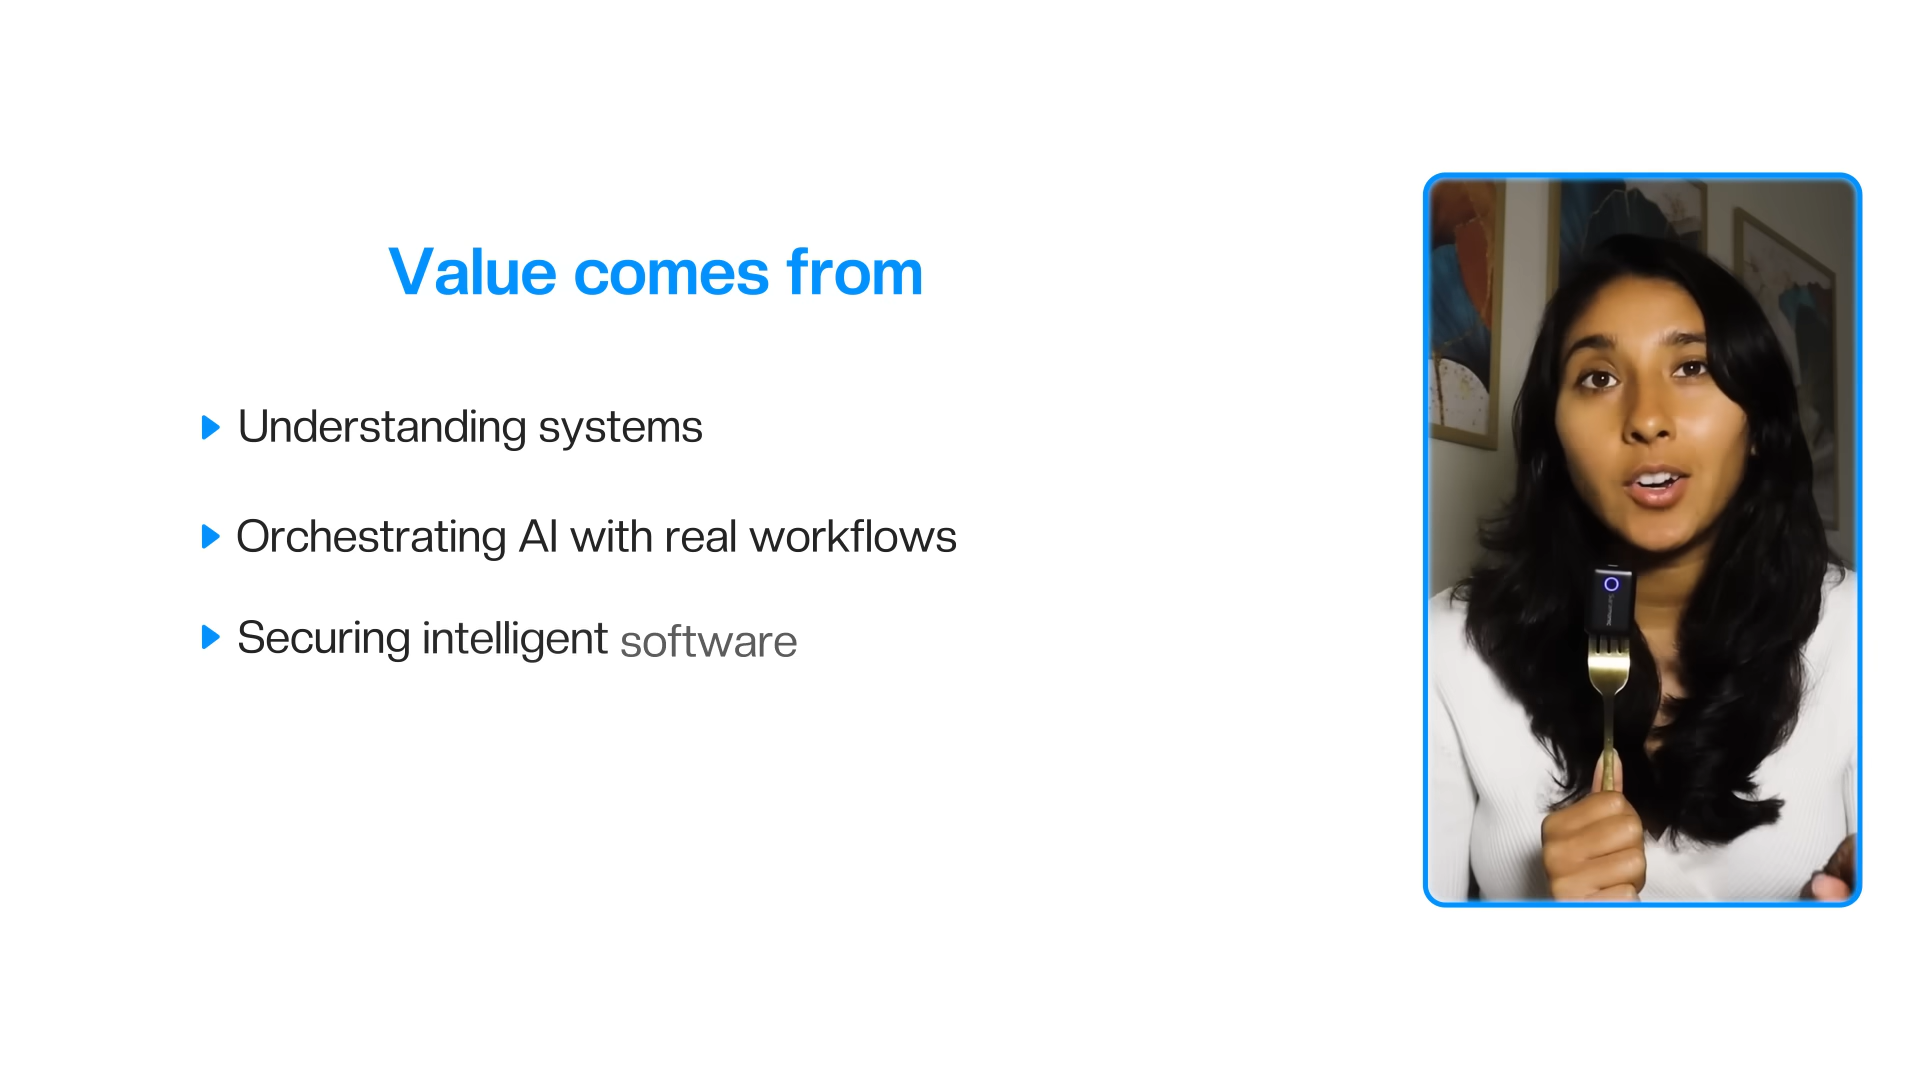 Value comes from
Understanding systems
Orchestrating AI with real workflows
Securing intelligent software